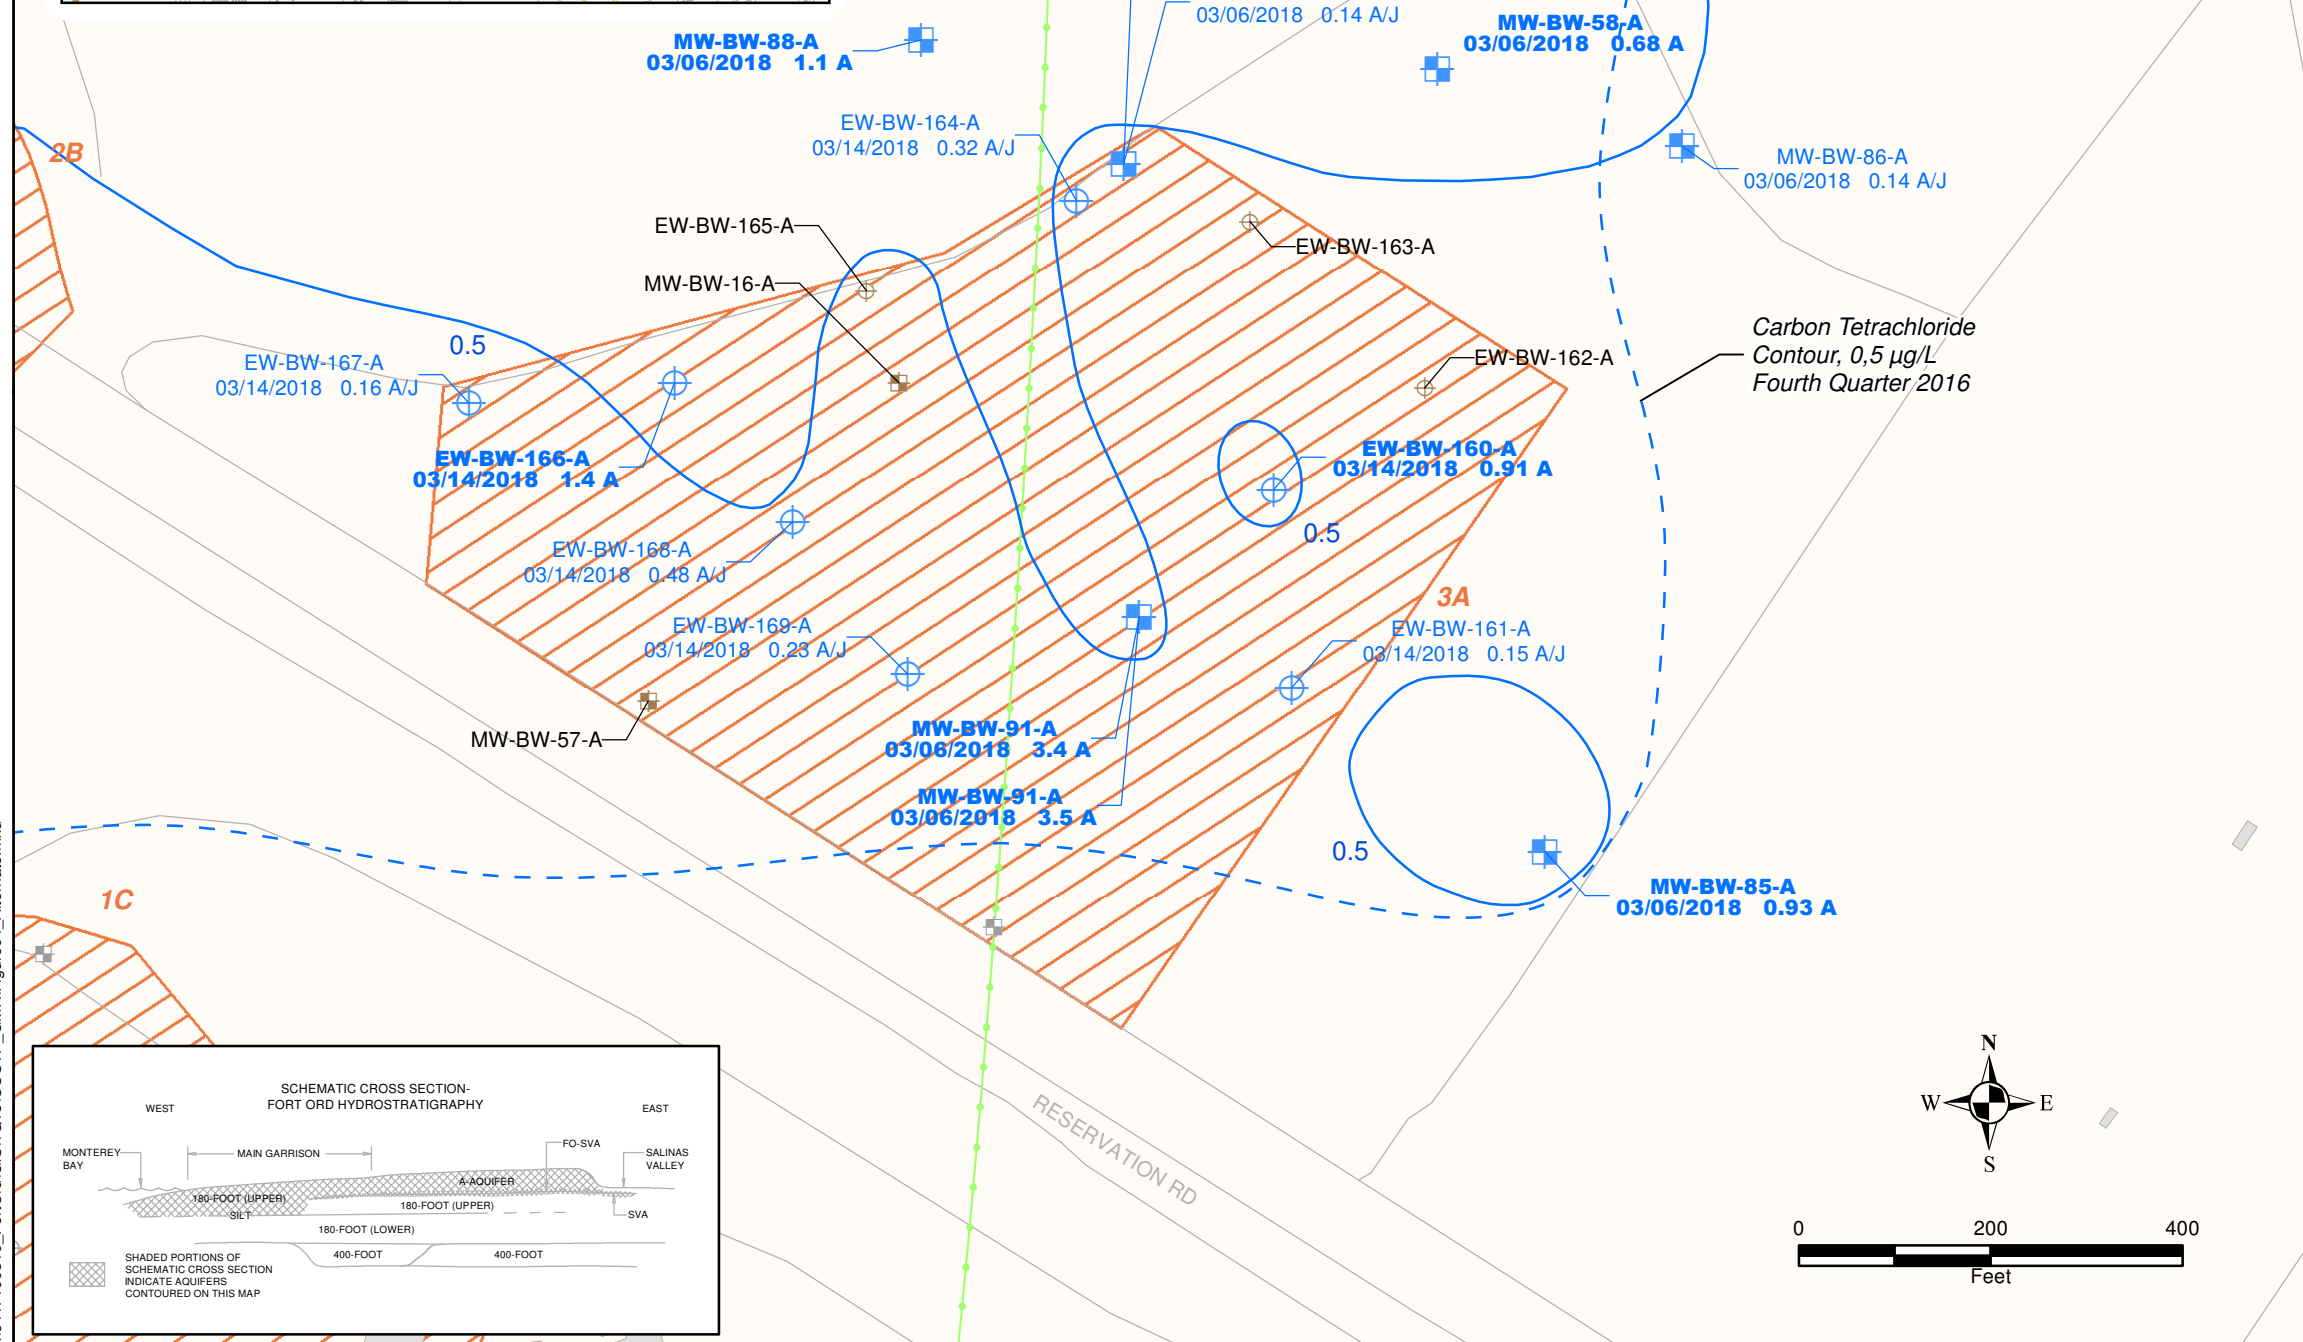 03/06/2018 0.14 A/J
MW-BW-58-A
03/06/2018 0.68 A
MW-BW-88-A
03/06/2018 1.1 A
EW-BW-164-A
03/14/2018 0.32 A/J
2B
MW-BW-86-A
03/06/2018 0.14 A/J
EW-BW-165-A
EW-BW-163-A
MW-BW-16-A
Carbon Tetrachloride
Contour, 0,5 µg/L
Fourth Quarter 2016
0.5
EW-BW-167-A
03/14/2018 0.16 A/J
EW-BW-162-A
EW-BW-166-A
03/14/2018 1.4 A
EW-BW-160-A
03/14/2018 0.91 A
0.5
EW-BW-168-A
03/14/2018 0.48 A/J
3A
EW-BW-169-A
03/14/2018 0.23 A/J
EW-BW-161-A
03/14/2018 0.15 A/J
MW-BW-57-A
MW-BW-91-A
03/06/2018 3.4 A
MW-BW-91-A
03/06/2018 3.5 A
0.5
MW-BW-85-A
03/06/2018 0.93 A
1C
RESERVATION RD
N
W E
S
0 200 400
Feet
SCHEMATIC CROSS SECTION-
FORT ORD HYDROSTRATIGRAPHY
WEST
EAST
MONTEREY
BAY
MAIN GARRISON
FO-SVA
SALINAS
VALLEY
A-AQUIFER
180-FOOT (UPPER)
180-FOOT (UPPER)
SILT
SVA
180-FOOT (LOWER)
400-FOOT
400-FOOT
SHADED PORTIONS OF
SCHEMATIC CROSS SECTION
INDICATE AQUIFERS
CONTOURED ON THIS MAP